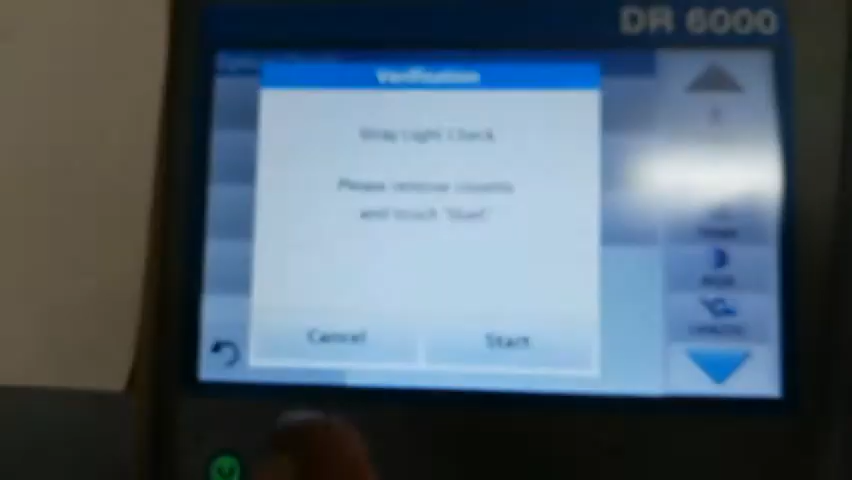 DR 6000
Verification
Stray Light Check
Please remove cuvette
and touch "Start"
Cancel
Start